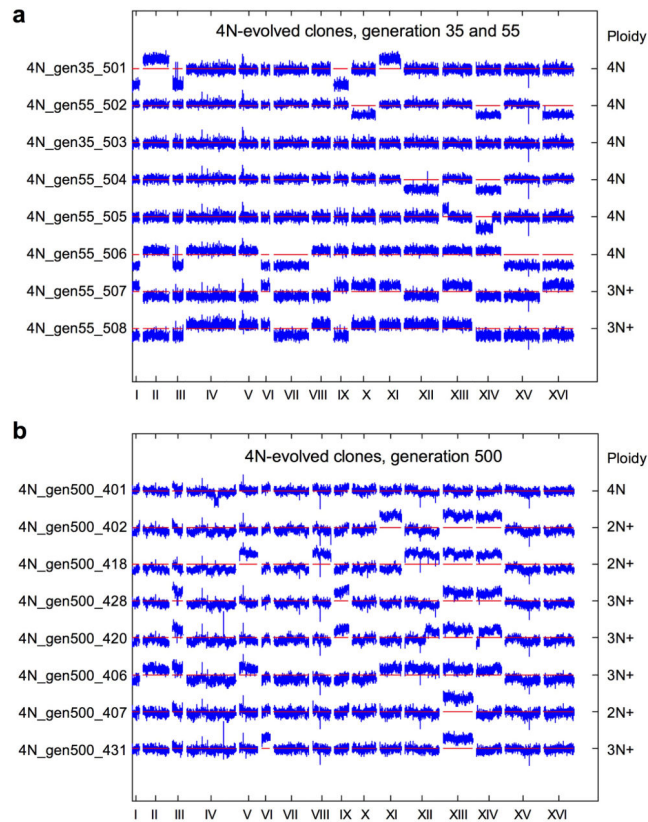 a
4N-evolved clones, generation 35 and 55
Ploidy
4N_gen35_501 4N
4N_gen55_502 4N
4N_gen35_503 4N
4N_gen55_504 4N
4N_gen55_505 4N
4N_gen55_506 4N
4N_gen55_507 3N+
4N_gen55_508 3N+
I II III IV V VI VII VIII IX X XI XII XIII XIV XV XVI
b
4N-evolved clones, generation 500
Ploidy
4N_gen500_401 4N
4N_gen500_402 2N+
4N_gen500_418 2N+
4N_gen500_428 3N+
4N_gen500_420 3N+
4N_gen500_406 3N+
4N_gen500_407 2N+
4N_gen500_431 3N+
I II III IV V VI VII VIII IX X XI XII XIII XIV XV XVI